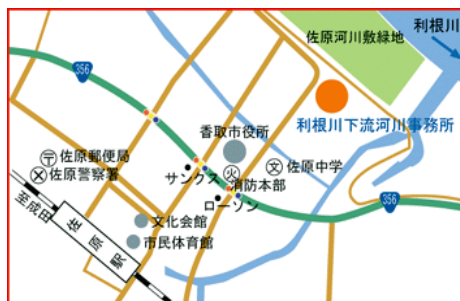 利根川
佐原河川敷緑地
356
利根川下流河川事務所
香取市役所
〒佐原郵便局
佐原警察署
サンクス
火
消防本部
文 佐原中学
ローソン
356
至成田
佐原駅
文化会館
市民体育館